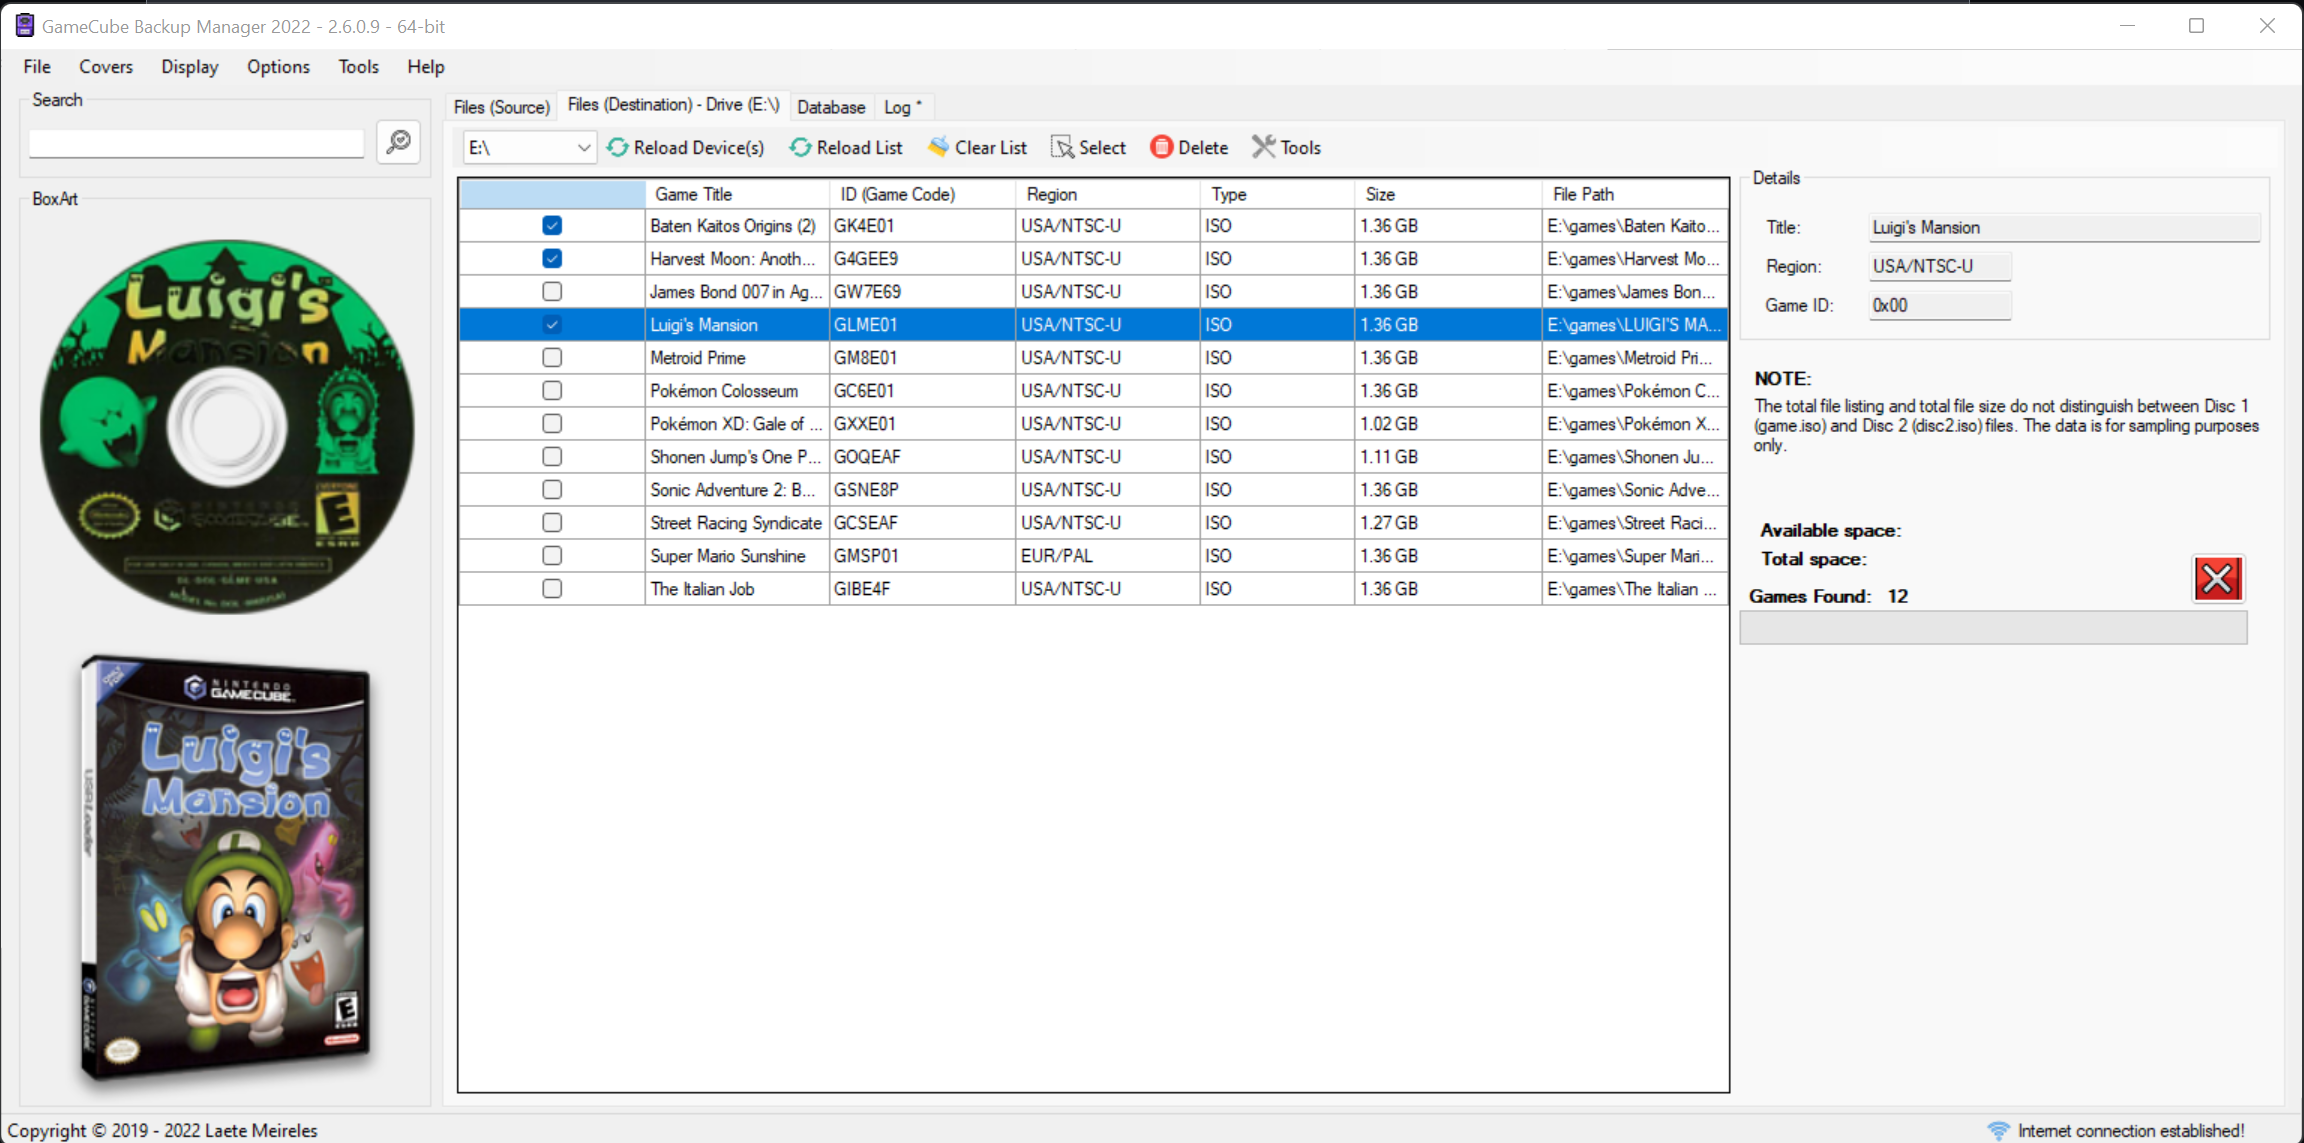 GameCube Backup Manager 2022 - 2.6.0.9 - 64-bit
File Covers Display Options Tools Help
Search
BoxArt
Luigi's
Mansion
NINTENDO
GAMECUBE
EVERYONE
E
ONLY FOR
NINTENDO
GAMECUBE
Luigi's
Mansion
E
Files (Source) Files (Destination) - Drive (E:\) Database Log *
E:\ Reload Device(s) Reload List Clear List Select Delete Tools
Game Title ID (Game Code) Region Type Size File Path
Baten Kaitos Origins (2) GK4E01 USA/NTSC-U ISO 1.36 GB E:\games\Baten Kaito...
Harvest Moon: Anoth... G4GEE9 USA/NTSC-U ISO 1.36 GB E:\games\Harvest Mo...
James Bond 007 in Ag... GW7E69 USA/NTSC-U ISO 1.36 GB E:\games\James Bon...
Luigi's Mansion GLME01 USA/NTSC-U ISO 1.36 GB E:\games\LUIGI'S MA...
Metroid Prime GM8E01 USA/NTSC-U ISO 1.36 GB E:\games\Metroid Pri...
Pokémon Colosseum GC6E01 USA/NTSC-U ISO 1.36 GB E:\games\Pokémon C...
Pokémon XD: Gale of ... GXXE01 USA/NTSC-U ISO 1.02 GB E:\games\Pokémon X...
Shonen Jump's One P... GOQEAF USA/NTSC-U ISO 1.11 GB E:\games\Shonen Ju...
Sonic Adventure 2: B... GSNE8P USA/NTSC-U ISO 1.36 GB E:\games\Sonic Adve...
Street Racing Syndicate GCSEAF USA/NTSC-U ISO 1.27 GB E:\games\Street Raci...
Super Mario Sunshine GMSP01 EUR/PAL ISO 1.36 GB E:\games\Super Mari...
The Italian Job GIBE4F USA/NTSC-U ISO 1.36 GB E:\games\The Italian ...
Details
Title: Luigi's Mansion
Region: USA/NTSC-U
Game ID: 0x00
NOTE:
The total file listing and total file size do not distinguish between Disc 1
(game.iso) and Disc 2 (disc2.iso) files. The data is for sampling purposes
only.
Available space:
Total space:
Games Found: 12
Copyright © 2019 - 2022 Laete Meireles
Internet connection established!